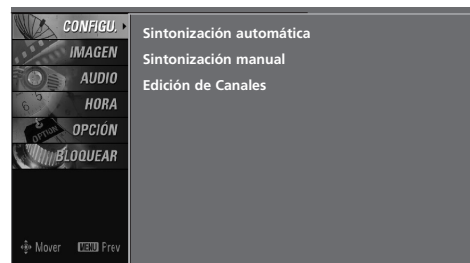 CONFIGU.
IMAGEN
AUDIO
HORA
OPCIÓN
BLOQUEAR
Sintonización automática
Sintonización manual
Edición de Canales
Mover MENU Prev